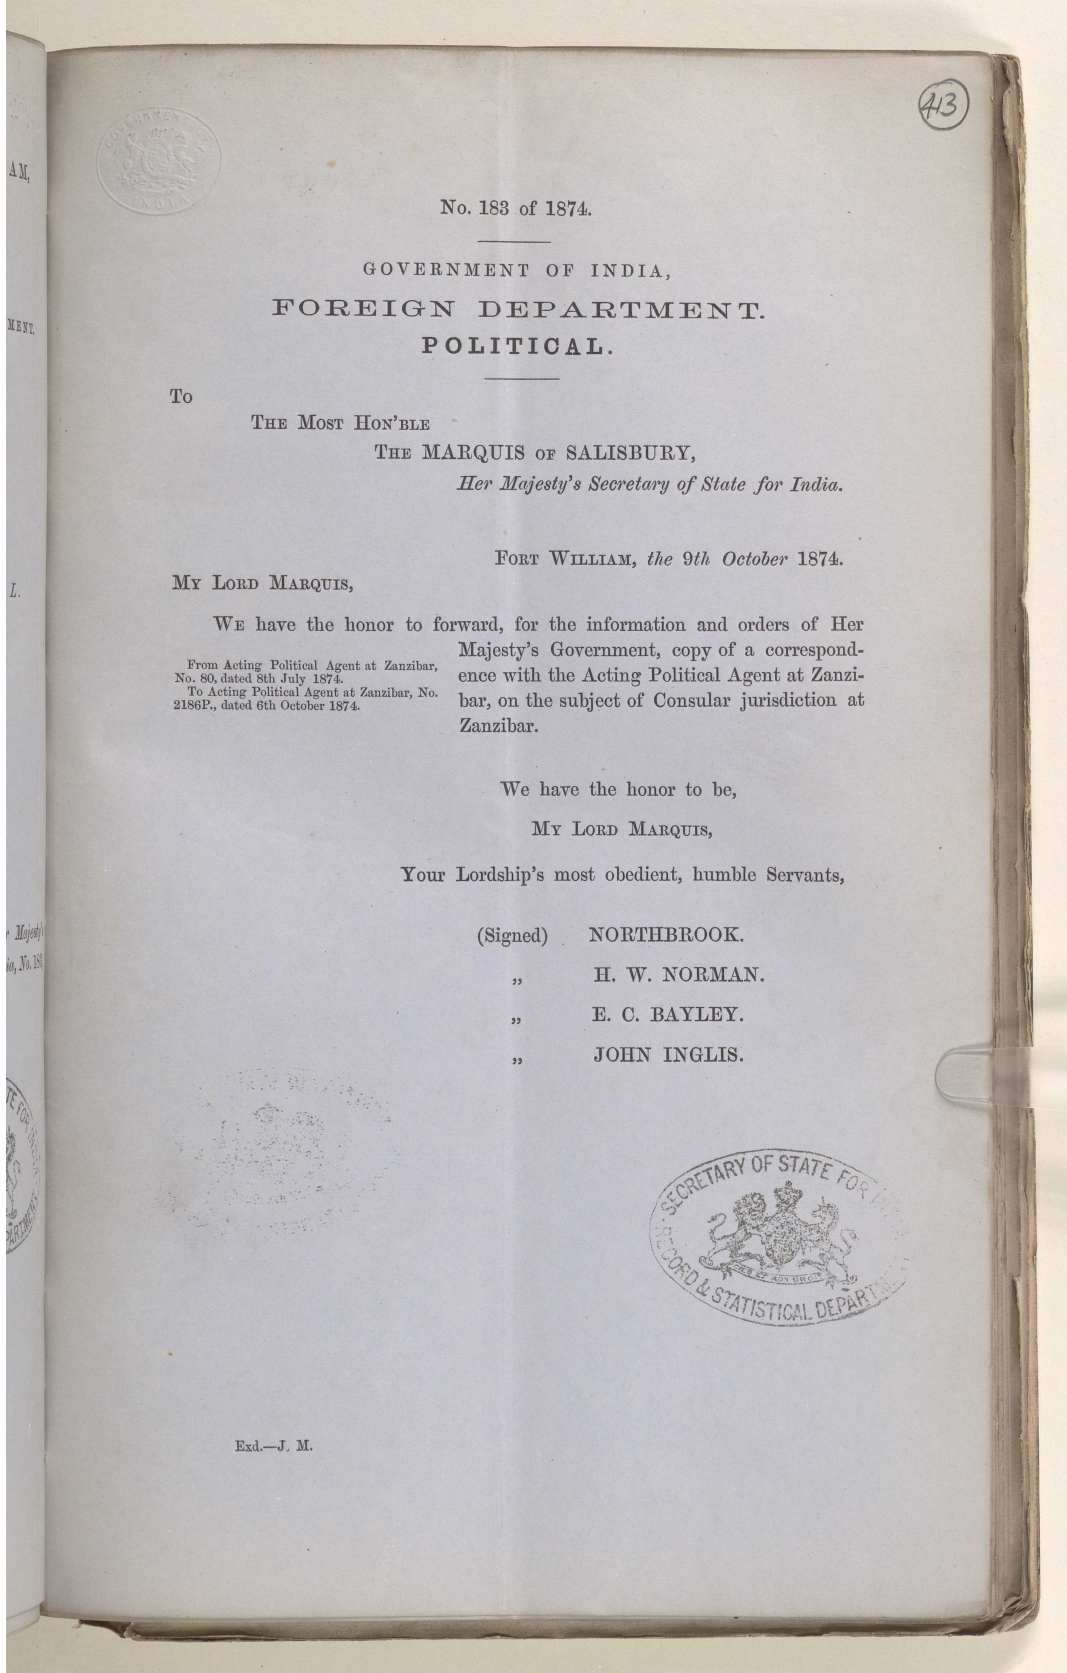 413
GOVERNMENT OF
INDIA
No. 183 of 1874.
GOVERNMENT OF INDIA,
FOREIGN DEPARTMENT.
POLITICAL.
To
THE MOST HON'BLE
THE MARQUIS OF SALISBURY,
Her Majesty's Secretary of State for India.
FORT WILLIAM, the 9th October 1874.
MY LORD MARQUIS,
WE have the honor to forward, for the information and orders of Her
Majesty's Government, copy of a correspond-
ence with the Acting Political Agent at Zanzi-
bar, on the subject of Consular jurisdiction at
Zanzibar.
From Acting Political Agent at Zanzibar,
No. 80, dated 8th July 1874.
To Acting Political Agent at Zanzibar, No.
2186P., dated 6th October 1874.
We have the honor to be,
MY LORD MARQUIS,
Your Lordship's most obedient, humble Servants,
(Signed) NORTHBROOK.
„ H. W. NORMAN.
„ E. C. BAYLEY.
„ JOHN INGLIS.
SECRETARY OF STATE FOR
RECORD & STATISTICAL DEPARTMENT
Exd.—J. M.
AM,
MENT.
L.